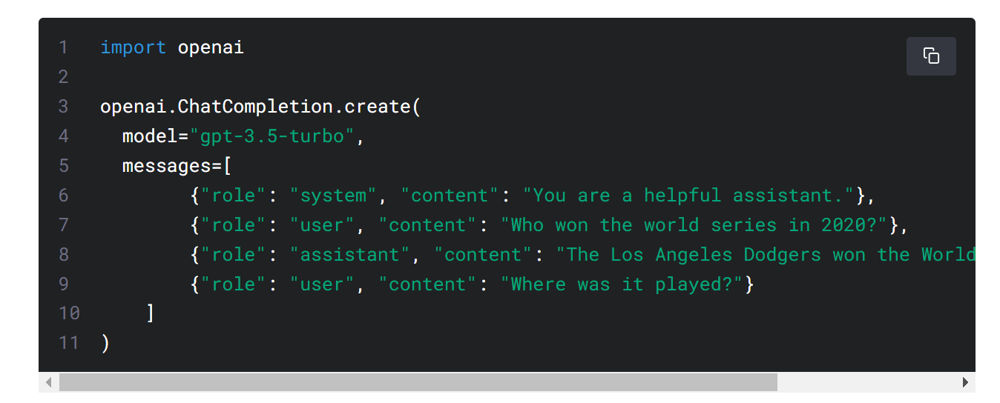 1 import openai
2
3 openai.ChatCompletion.create(
4 model="gpt-3.5-turbo",
5 messages=[
6 {"role": "system", "content": "You are a helpful assistant."},
7 {"role": "user", "content": "Who won the world series in 2020?"},
8 {"role": "assistant", "content": "The Los Angeles Dodgers won the World
9 {"role": "user", "content": "Where was it played?"}
10 ]
11 )